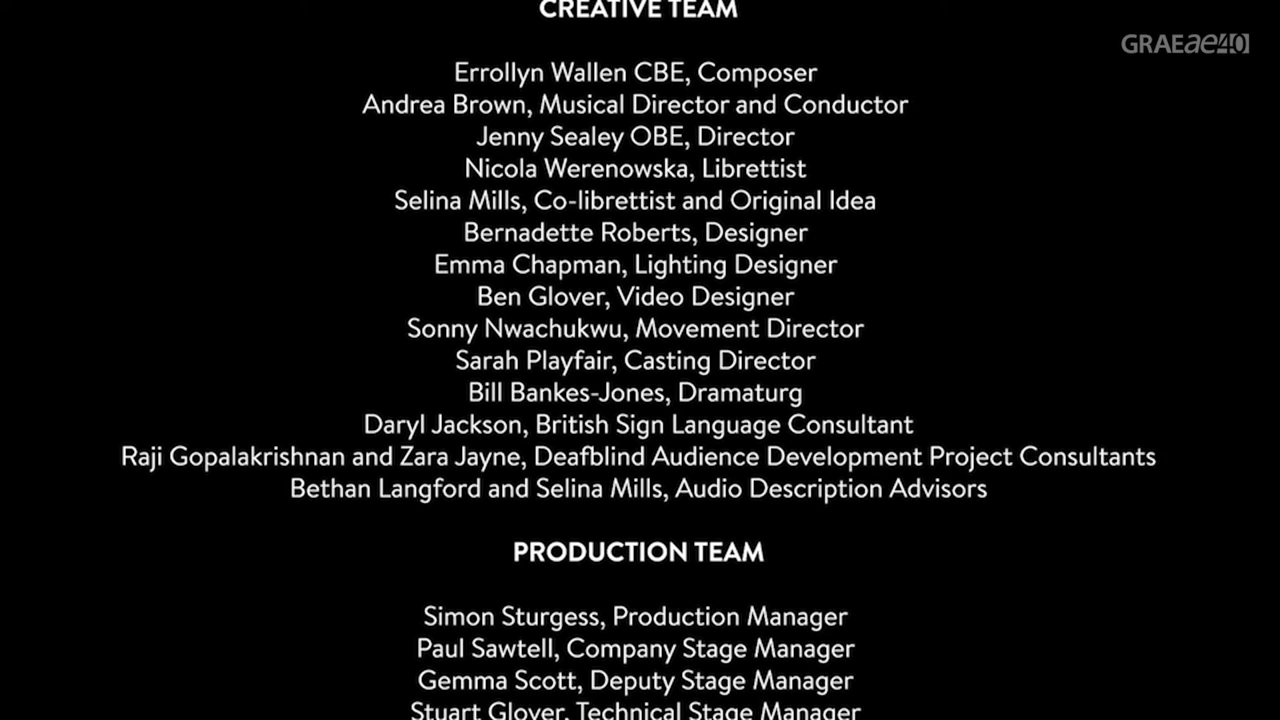 CREATIVE TEAM
GRAEae40
Errollyn Wallen CBE, Composer
Andrea Brown, Musical Director and Conductor
Jenny Sealey OBE, Director
Nicola Werenowska, Librettist
Selina Mills, Co-librettist and Original Idea
Bernadette Roberts, Designer
Emma Chapman, Lighting Designer
Ben Glover, Video Designer
Sonny Nwachukwu, Movement Director
Sarah Playfair, Casting Director
Bill Bankes-Jones, Dramaturg
Daryl Jackson, British Sign Language Consultant
Raji Gopalakrishnan and Zara Jayne, Deafblind Audience Development Project Consultants
Bethan Langford and Selina Mills, Audio Description Advisors
PRODUCTION TEAM
Simon Sturgess, Production Manager
Paul Sawtell, Company Stage Manager
Gemma Scott, Deputy Stage Manager
Stuart Glover, Technical Stage Manager